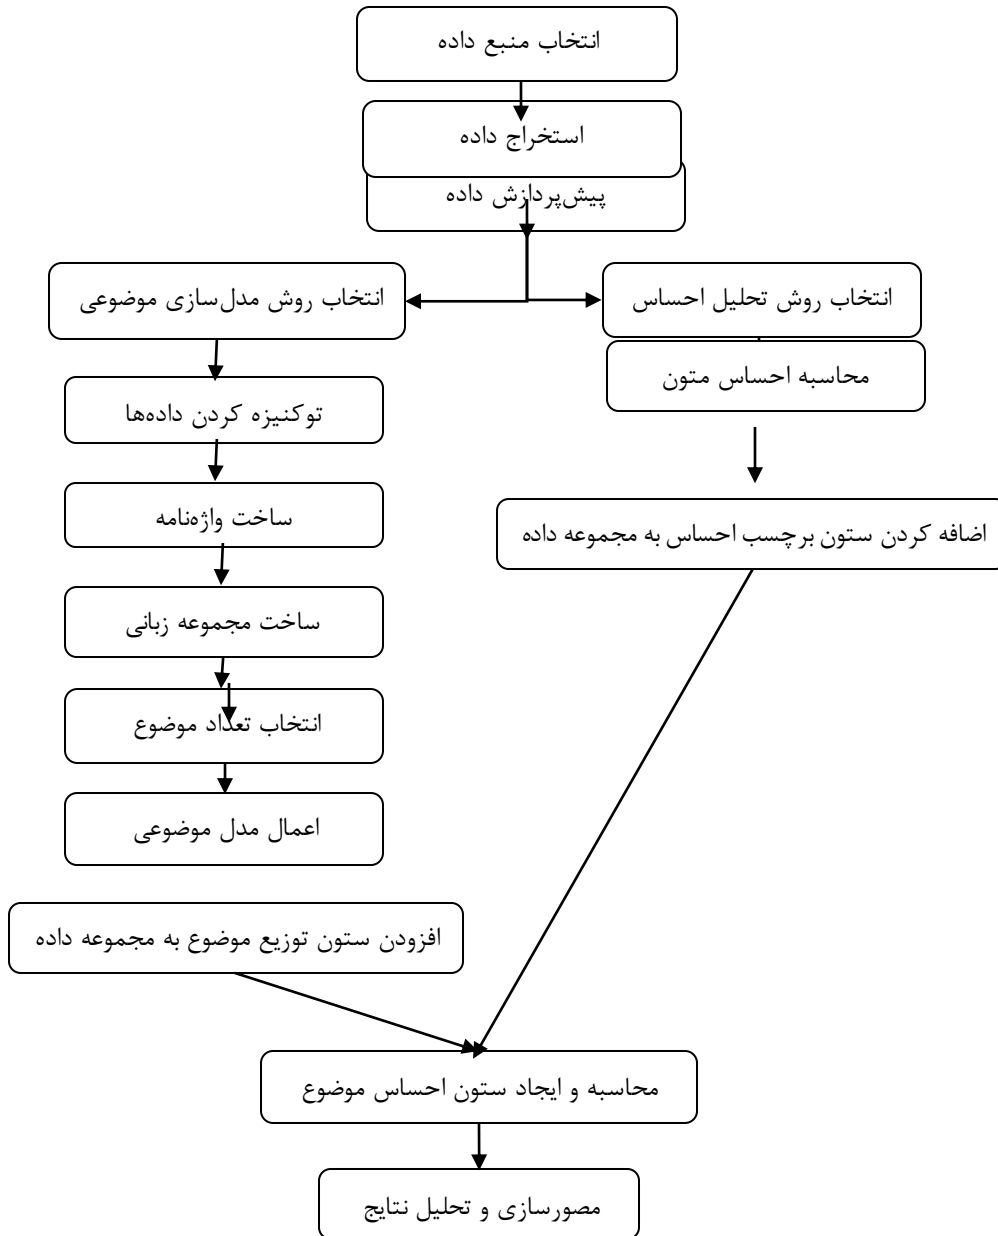 انتخاب منبع داده
استخراج داده
پیش‌پردازش داده
انتخاب روش تحلیل احساس
انتخاب روش مدل‌سازی موضوعی
محاسبه احساس متون
توکنیزه کردن داده‌ها
ساخت واژه‌نامه
اضافه کردن ستون برچسب احساس به مجموعه داده
ساخت مجموعه زبانی
انتخاب تعداد موضوع
اعمال مدل موضوعی
افزودن ستون توزیع موضوع به مجموعه داده
محاسبه و ایجاد ستون احساس موضوع
مصورسازی و تحلیل نتایج